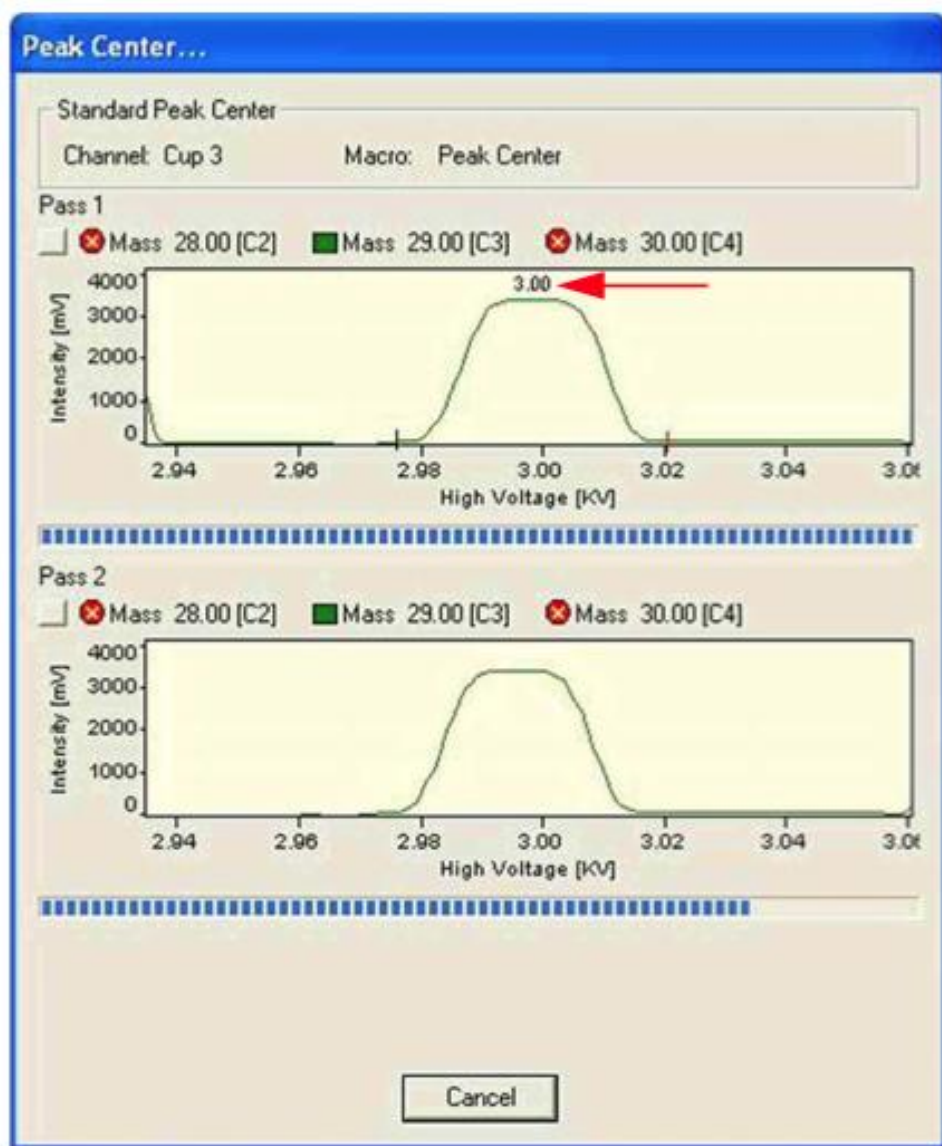 Peak Center...
Standard Peak Center
Channel: Cup 3 Macro: Peak Center
Pass 1
Mass 28.00 [C2] Mass 29.00 [C3] Mass 30.00 [C4]
3.00
Intensity [mV]
4000
3000
2000
1000
0
2.94 2.96 2.98 3.00 3.02 3.04 3.0
High Voltage [KV]
Pass 2
Mass 28.00 [C2] Mass 29.00 [C3] Mass 30.00 [C4]
Intensity [mV]
4000
3000
2000
1000
0
2.94 2.96 2.98 3.00 3.02 3.04 3.0
High Voltage [KV]
Cancel